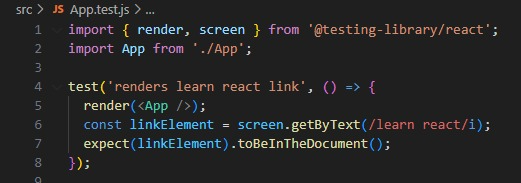 src > JS App.test.js > ...
1 import { render, screen } from '@testing-library/react';
2 import App from './App';
3
4 test('renders learn react link', () => {
5   render(<App />);
6   const linkElement = screen.getByText(/learn react/i);
7   expect(linkElement).toBeInTheDocument();
8 });
9